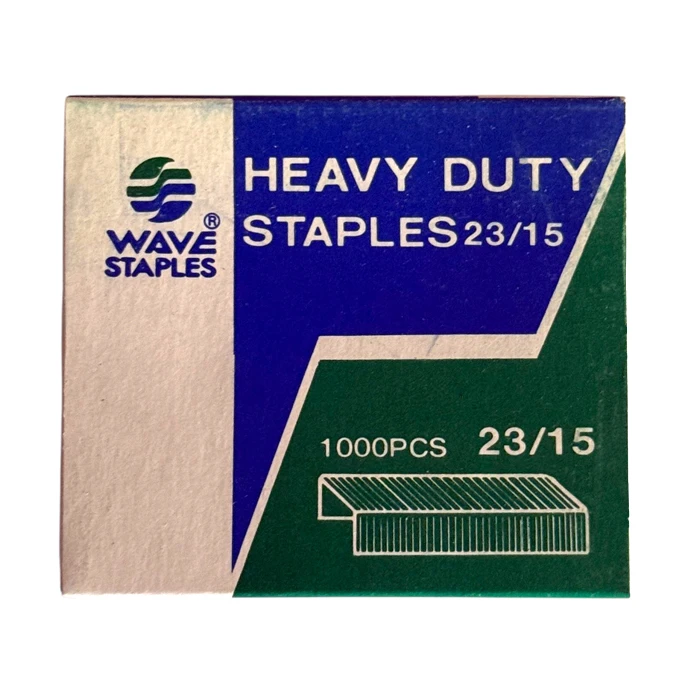 HEAVY DUTY
STAPLES 23/15
WAVE®
STAPLES
1000PCS 23/15